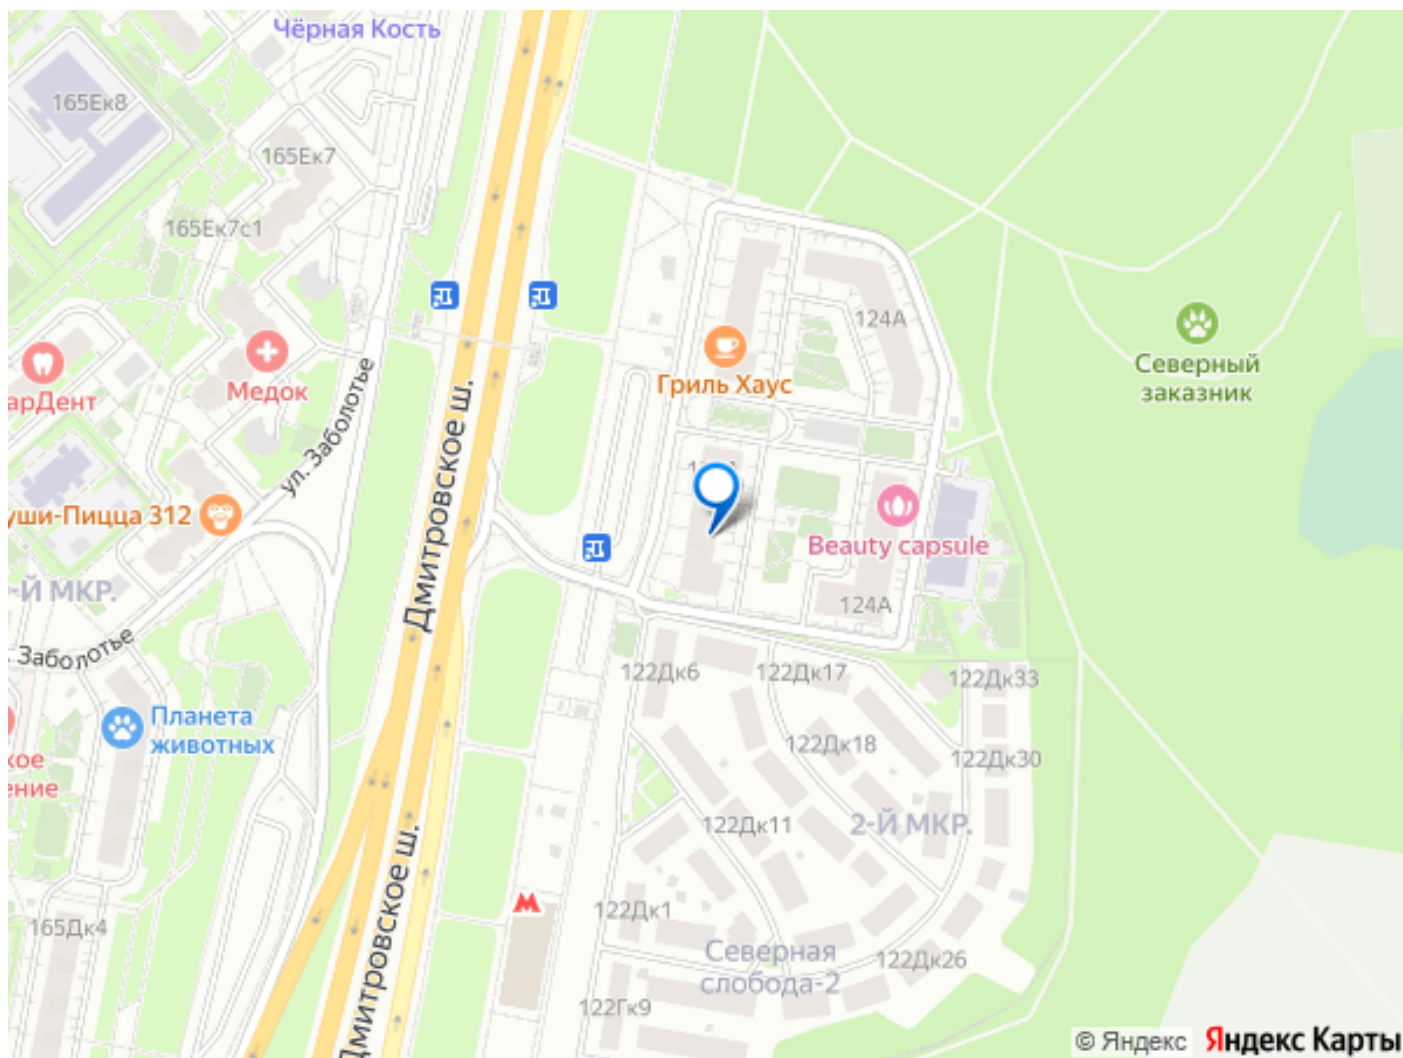 Чёрная Кость
165Ек8
165Ек7
165Ек7с1
124А
Гриль Хаус
Северный
заказник
Медок
арДент
ул. Заболотье
Дмитровское ш.
уши-Пицца 312
Beauty capsule
-Й МКР.
124А
Заболотье
122Дк6
122Дк17
122Дк33
Планета
животных
122Дк18
122Дк30
кое
ение
122Дк11
2-Й МКР.
Дмитровское ш.
М
122Дк1
165Дк4
Северная
слобода-2
122Дк26
122Гк9
© Яндекс Яндекс Карты